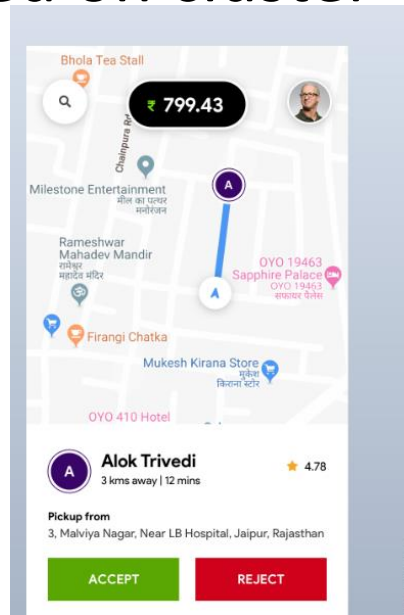 Bhola Tea Stall
₹ 799.43
Chainpura Rd
A
Milestone Entertainment
मील का पत्थर
मनोरंजन
Rameshwar
Mahadev Mandir
रामेश्वर
महादेव मंदिर
OYO 19463
Sapphire Palace
OYO 19463
सफायर पैलेस
Firangi Chatka
Mukesh Kirana Store
मुकेश
किराना स्टोर
OYO 410 Hotel
A
Alok Trivedi
4.78
3 kms away | 12 mins
Pickup from
3, Malviya Nagar, Near LB Hospital, Jaipur, Rajasthan
ACCEPT
REJECT